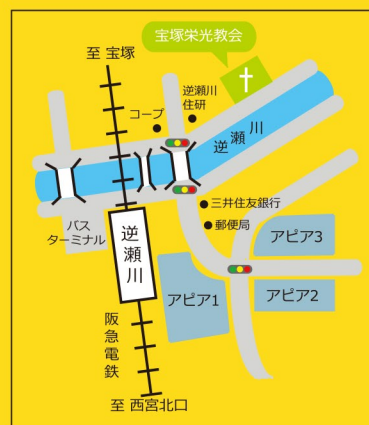 宝塚栄光教会
至 宝塚
コープ
逆瀬川
住研
逆瀬川
三井住友銀行
郵便局
バス
ターミナル
逆瀬川
アピア3
アピア1
アピア2
阪急電鉄
至 西宮北口